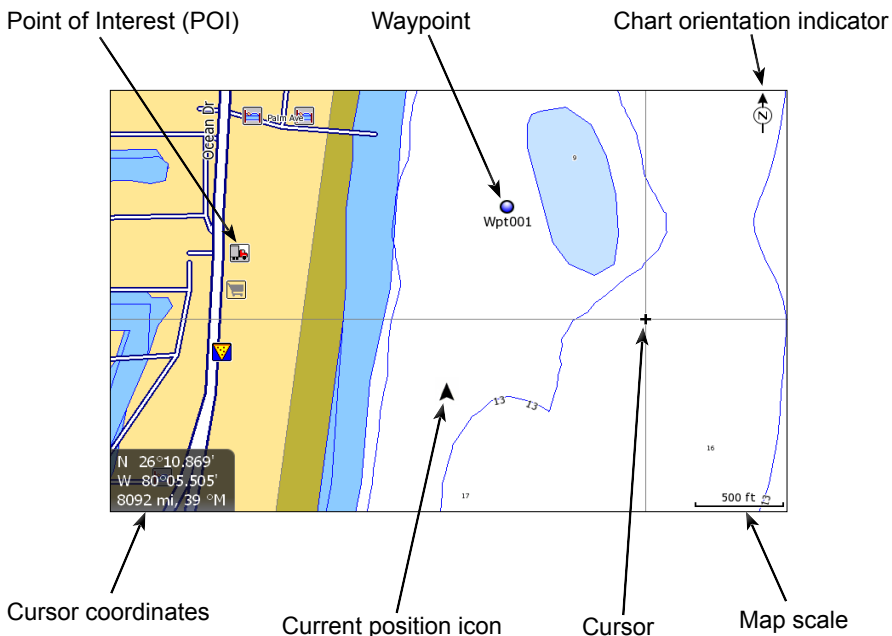 Point of Interest (POI)
Waypoint
Chart orientation indicator
N
Ocean Dr
Palm Ave
9
Wpt001
13
13
16
17
13
N 26°10.869'
W 80°05.505'
8092 mi, 39 °M
500 ft
Cursor coordinates
Current position icon
Cursor
Map scale